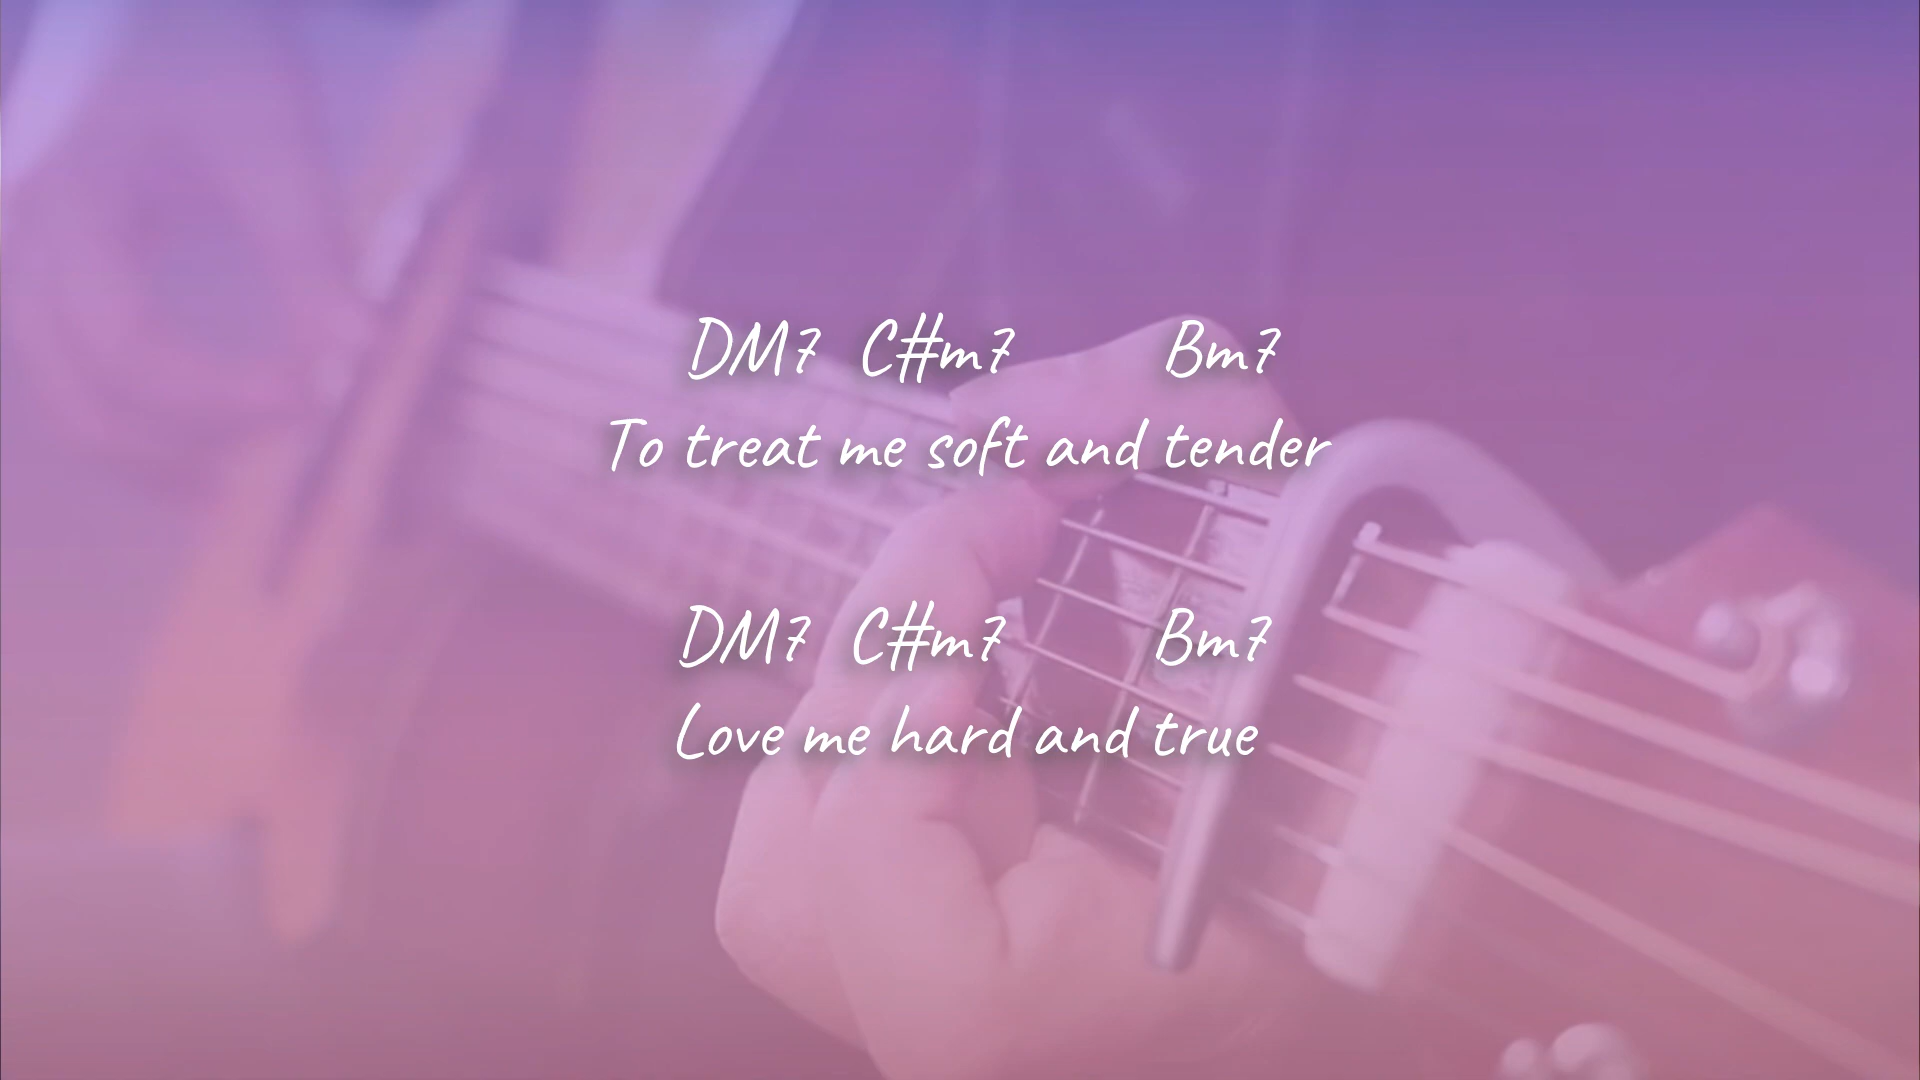 DM7 C#m7 Bm7
To treat me soft and tender
DM7 C#m7 Bm7
Love me hard and true